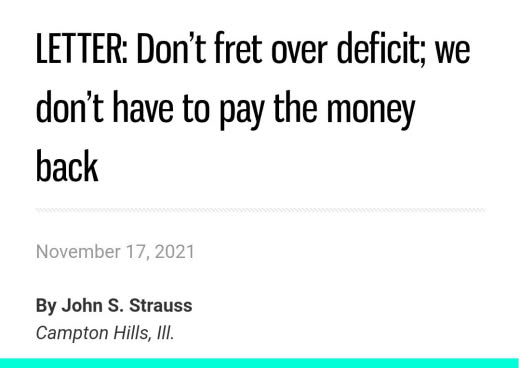 LETTER: Don’t fret over deficit; we
don’t have to pay the money
back
November 17, 2021
By John S. Strauss
Campton Hills, Ill.